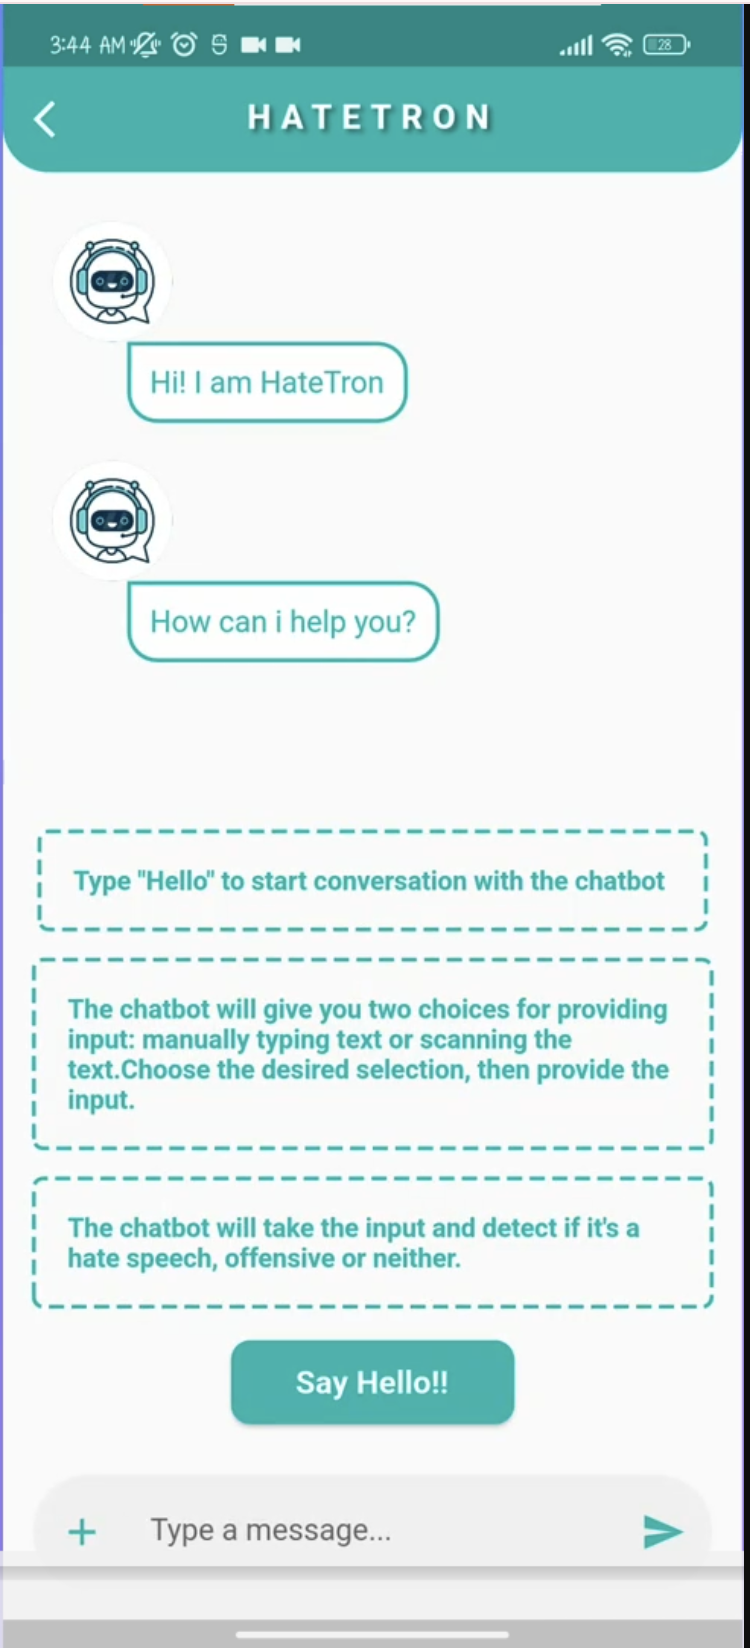 3:44 AM
28
HATETRON
Hi! I am HateTron
How can i help you?
Type "Hello" to start conversation with the chatbot
The chatbot will give you two choices for providing
input: manually typing text or scanning the
text.Choose the desired selection, then provide the
input.
The chatbot will take the input and detect if it's a
hate speech, offensive or neither.
Say Hello!!
Type a message...